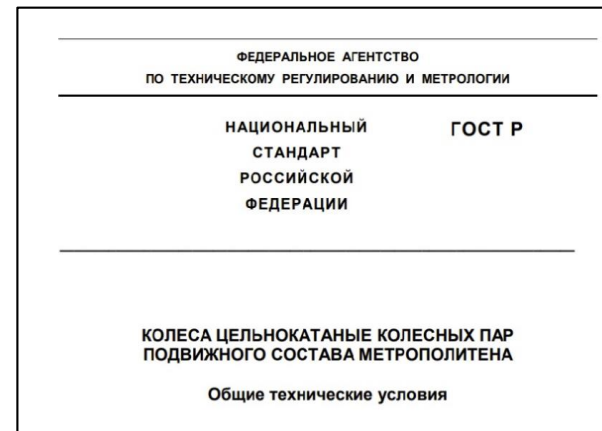 ФЕДЕРАЛЬНОЕ АГЕНТСТВО
ПО ТЕХНИЧЕСКОМУ РЕГУЛИРОВАНИЮ И МЕТРОЛОГИИ
НАЦИОНАЛЬНЫЙ
СТАНДАРТ
РОССИЙСКОЙ
ФЕДЕРАЦИИ
ГОСТ Р
КОЛЕСА ЦЕЛЬНОКАТАНЫЕ КОЛЕСНЫХ ПАР
ПОДВИЖНОГО СОСТАВА МЕТРОПОЛИТЕНА
Общие технические условия